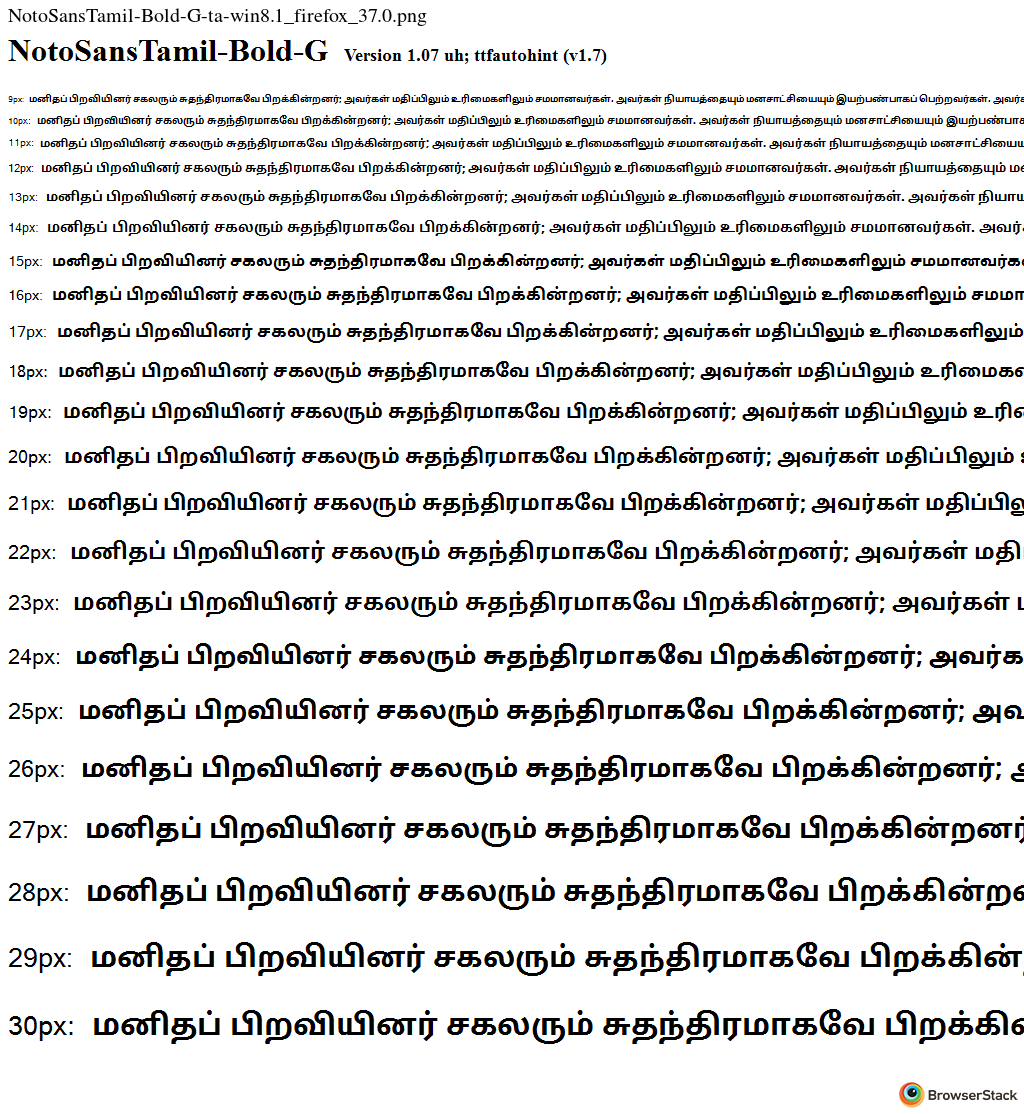 NotoSansTamil-Bold-G-ta-win8.1_firefox_37.0.png
NotoSansTamil-Bold-G Version 1.07 uh; ttfautohint (v1.7)
9px: மனிதப் பிறவியினர் சகலரும் சுதந்திரமாகவே பிறக்கின்றனர்; அவர்கள் மதிப்பிலும் உரிமைகளிலும் சமமானவர்கள். அவர்கள் நியாயத்தையும் மனசாட்சியையும் இயற்பண்பாகப் பெற்றவர்கள்.
10px: மனிதப் பிறவியினர் சகலரும் சுதந்திரமாகவே பிறக்கின்றனர்; அவர்கள் மதிப்பிலும் உரிமைகளிலும் சமமானவர்கள். அவர்கள் நியாயத்தையும் மனசாட்சியையும்
11px: மனிதப் பிறவியினர் சகலரும் சுதந்திரமாகவே பிறக்கின்றனர்; அவர்கள் மதிப்பிலும் உரிமைகளிலும் சமமானவர்கள். அவர்கள் நியாயத்தையும்
12px: மனிதப் பிறவியினர் சகலரும் சுதந்திரமாகவே பிறக்கின்றனர்; அவர்கள் மதிப்பிலும் உரிமைகளிலும் சமமானவர்கள். அவர்கள் நியாயத்தையும்
13px: மனிதப் பிறவியினர் சகலரும் சுதந்திரமாகவே பிறக்கின்றனர்; அவர்கள் மதிப்பிலும் உரிமைகளிலும் சமமானவர்கள். அவர்கள்
14px: மனிதப் பிறவியினர் சகலரும் சுதந்திரமாகவே பிறக்கின்றனர்; அவர்கள் மதிப்பிலும் உரிமைகளிலும் சமமானவர்கள்.
15px: மனிதப் பிறவியினர் சகலரும் சுதந்திரமாகவே பிறக்கின்றனர்; அவர்கள் மதிப்பிலும் உரிமைகளிலும்
16px: மனிதப் பிறவியினர் சகலரும் சுதந்திரமாகவே பிறக்கின்றனர்; அவர்கள் மதிப்பிலும் உரிமைகளிலும்
17px: மனிதப் பிறவியினர் சகலரும் சுதந்திரமாகவே பிறக்கின்றனர்; அவர்கள் மதிப்பிலும் உரிமைகளிலும்
18px: மனிதப் பிறவியினர் சகலரும் சுதந்திரமாகவே பிறக்கின்றனர்; அவர்கள் மதிப்பிலும்
19px: மனிதப் பிறவியினர் சகலரும் சுதந்திரமாகவே பிறக்கின்றனர்; அவர்கள் மதிப்பிலும்
20px: மனிதப் பிறவியினர் சகலரும் சுதந்திரமாகவே பிறக்கின்றனர்; அவர்கள் மதிப்பிலும்
21px: மனிதப் பிறவியினர் சகலரும் சுதந்திரமாகவே பிறக்கின்றனர்; அவர்கள்
22px: மனிதப் பிறவியினர் சகலரும் சுதந்திரமாகவே பிறக்கின்றனர்; அவர்கள்
23px: மனிதப் பிறவியினர் சகலரும் சுதந்திரமாகவே பிறக்கின்றனர்; அவர்கள்
24px: மனிதப் பிறவியினர் சகலரும் சுதந்திரமாகவே பிறக்கின்றனர்;
25px: மனிதப் பிறவியினர் சகலரும் சுதந்திரமாகவே பிறக்கின்றனர்;
26px: மனிதப் பிறவியினர் சகலரும் சுதந்திரமாகவே பிறக்கின்றனர்;
27px: மனிதப் பிறவியினர் சகலரும் சுதந்திரமாகவே பிறக்கின்றனர்
28px: மனிதப் பிறவியினர் சகலரும் சுதந்திரமாகவே
29px: மனிதப் பிறவியினர் சகலரும் சுதந்திரமாகவே
30px: மனிதப் பிறவியினர் சகலரும் சுதந்திரமாகவே
BrowserStack